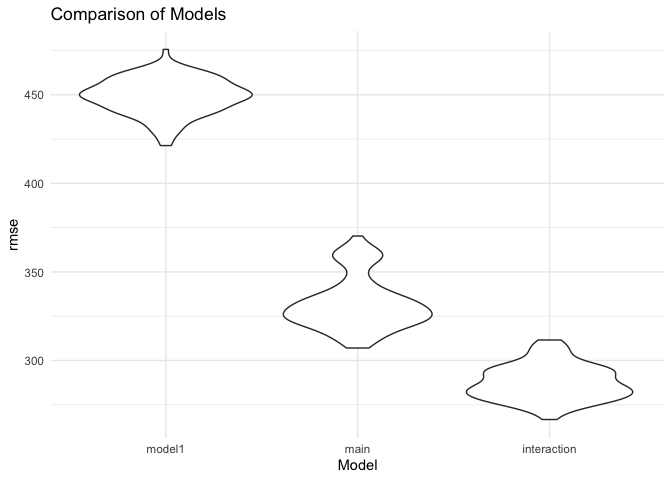 Comparison of Models
450
400
350
300
rmse
model1
main
interaction
Model